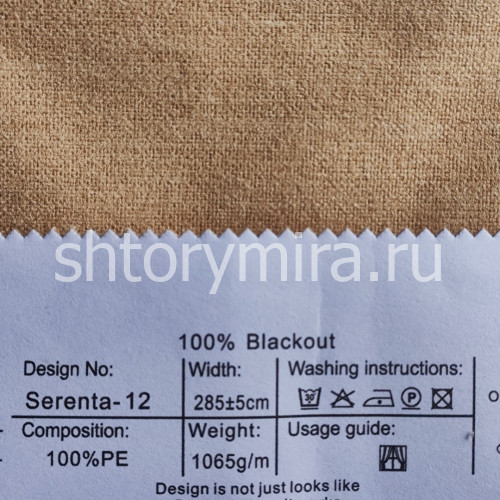 shtorymira.ru
100% Blackout
Design No: Width: Washing instructions:
Serenta-12 285±5cm 30 P
Composition: Weight: Usage guide:
100%PE 1065g/m
Design is not just looks like